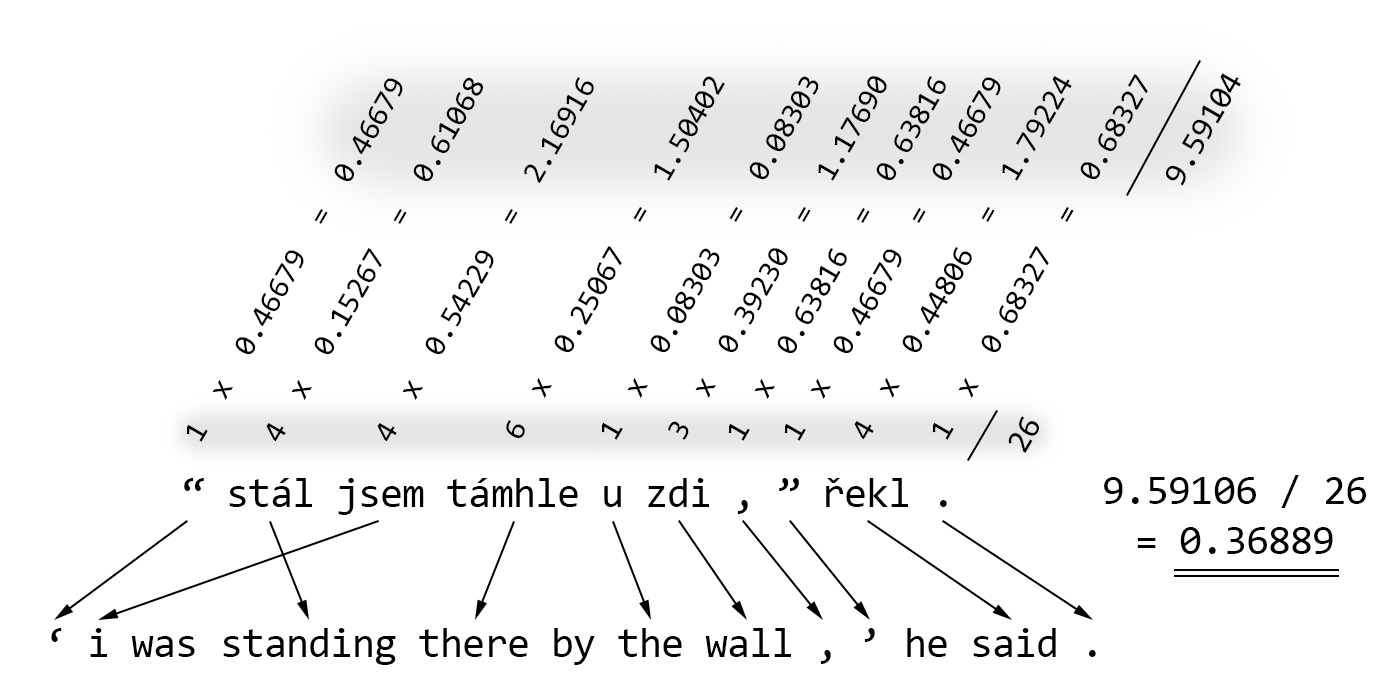 0.46679 0.61068 2.16916 1.50402 0.08303 1.17690 0.63816 0.46679 1.79224 0.68327 / 9.59104
= = = = = = = = = =
0.46679 0.15267 0.54229 0.25067 0.08303 0.39230 0.63816 0.46679 0.44806 0.68327
x x x x x x x x x x
1 4 4 6 1 3 1 1 4 1 / 26
“ stál jsem támhle u zdi , ” řekl .
9.59106 / 26
= 0.36889
‘ i was standing there by the wall , ’ he said .